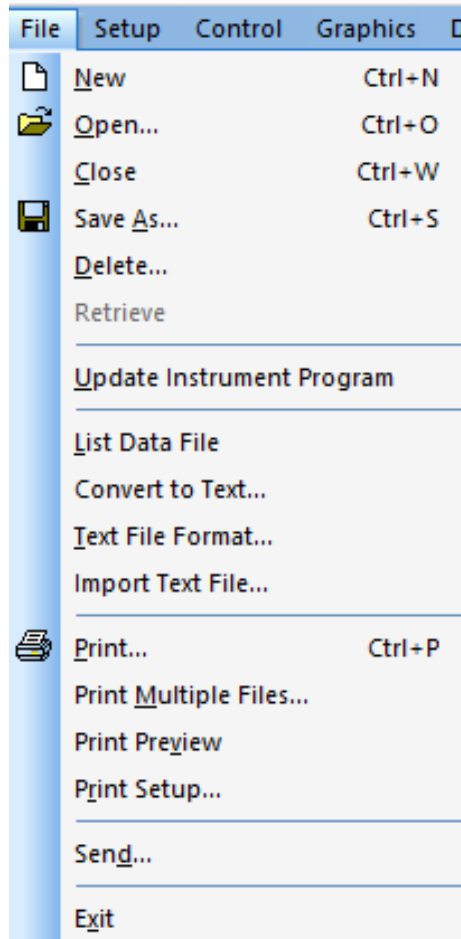 File Setup Control Graphics
New Ctrl+N
Open... Ctrl+O
Close Ctrl+W
Save As... Ctrl+S
Delete...
Retrieve
Update Instrument Program
List Data File
Convert to Text...
Text File Format...
Import Text File...
Print... Ctrl+P
Print Multiple Files...
Print Preview
Print Setup...
Send...
Exit